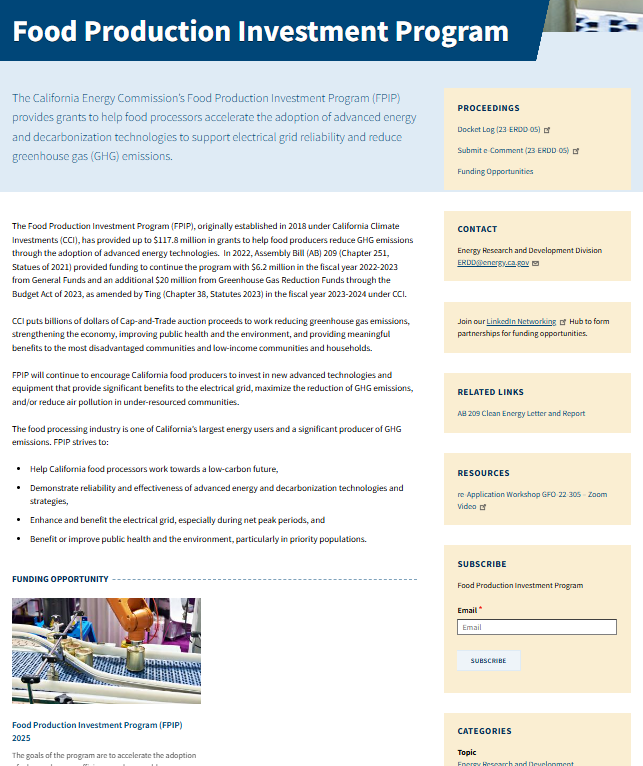 Food Production Investment Program
The California Energy Commission's Food Production Investment Program (FPIP)
provides grants to help food processors accelerate the adoption of advanced energy
and decarbonization technologies to support electrical grid reliability and reduce
greenhouse gas (GHG) emissions.
The Food Production Investment Program (FPIP), originally established in 2018 under California Climate
Investments (CCI), has provided up to $117.8 million in grants to help food producers reduce GHG emissions
through the adoption of advanced energy technologies. In 2022, Assembly Bill (AB) 209 (Chapter 251,
Statues of 2021) provided funding to continue the program with $6.2 million in the fiscal year 2022-2023
from General Funds and an additional $20 million from Greenhouse Gas Reduction Funds through the
Budget Act of 2023, as amended by Ting (Chapter 38, Statutes 2023) in the fiscal year 2023-2024 under CCI.
CCI puts billions of dollars of Cap-and-Trade auction proceeds to work reducing greenhouse gas emissions,
strengthening the economy, improving public health and the environment, and providing meaningful
benefits to the most disadvantaged communities and low-income communities and households.
FPIP will continue to encourage California food producers to invest in new advanced technologies and
equipment that provide significant benefits to the electrical grid, maximize the reduction of GHG emissions,
and/or reduce air pollution in under-resourced communities.
The food processing industry is one of California's largest energy users and a significant producer of GHG
emissions. FPIP strives to:
• Help California food processors work towards a low-carbon future,
• Demonstrate reliability and effectiveness of advanced energy and decarbonization technologies and
strategies,
• Enhance and benefit the electrical grid, especially during net peak periods, and
• Benefit or improve public health and the environment, particularly in priority populations.
FUNDING OPPORTUNITY
Food Production Investment Program (FPIP)
2025
The goals of the program are to accelerate the adoption
PROCEEDINGS
Docket Log (23-ERDD-05)
Submit e-Comment (23-ERDD-05)
Funding Opportunities
CONTACT
Energy Research and Development Division
ERDD@energy.ca.gov
Join our LinkedIn Networking Hub to form
partnerships for funding opportunities.
RELATED LINKS
AB 209 Clean Energy Letter and Report
RESOURCES
re-Application Workshop GFO-22-305 - Zoom
Video
SUBSCRIBE
Food Production Investment Program
Email *
Email
SUBSCRIBE
CATEGORIES
Topic
Energy Research and Development